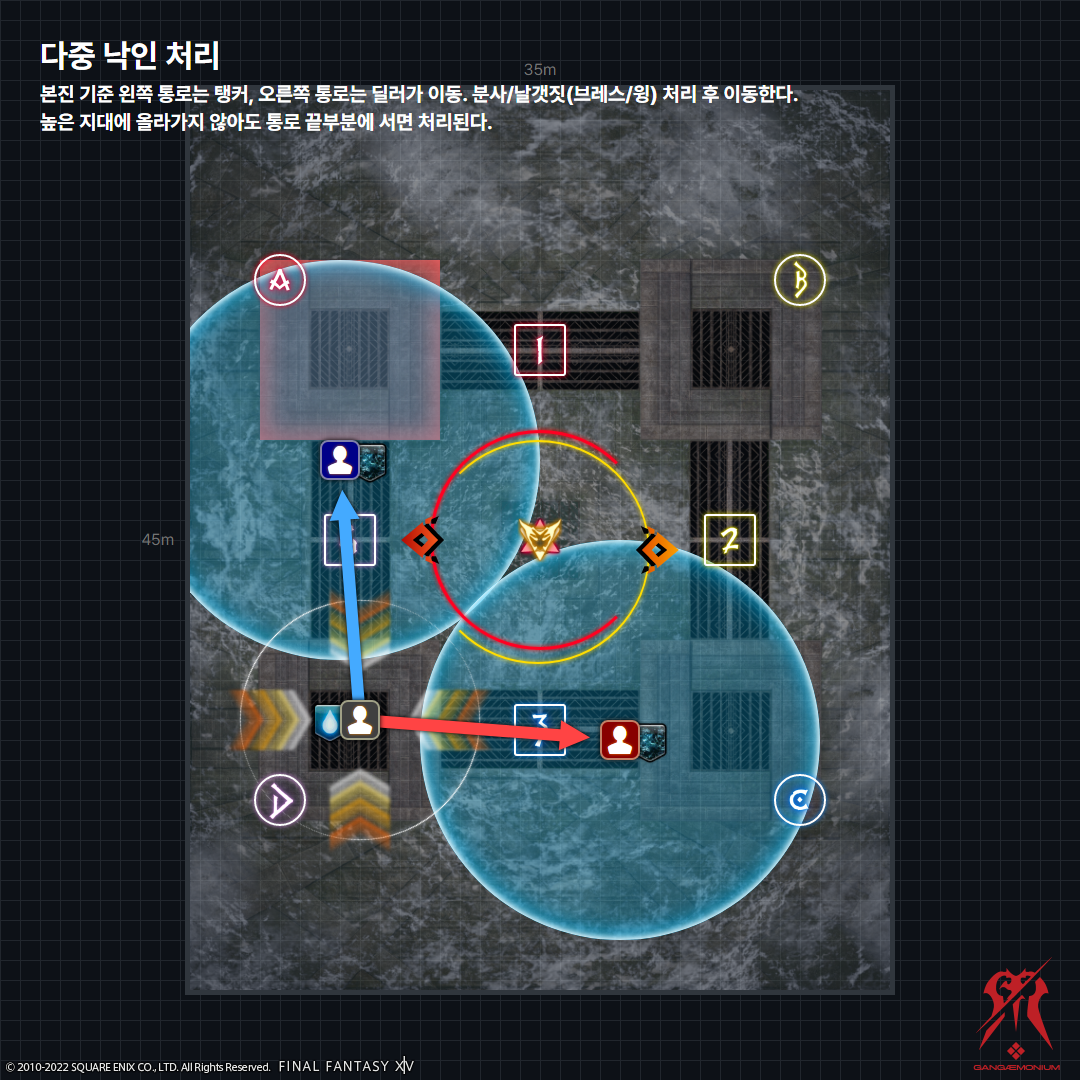 다중 낙인 처리
35m
본진 기준 왼쪽 통로는 탱커, 오른쪽 통로는 딜러가 이동. 분사/날갯짓(브레스/윙) 처리 후 이동한다.
높은 지대에 올라가지 않아도 통로 끝부분에 서면 처리된다.
A
B
1
45m
2
3
D
C
© 2010-2022 SQUARE ENIX CO., LTD. All Rights Reserved. FINAL FANTASY XIV
GANGÆMONIUM